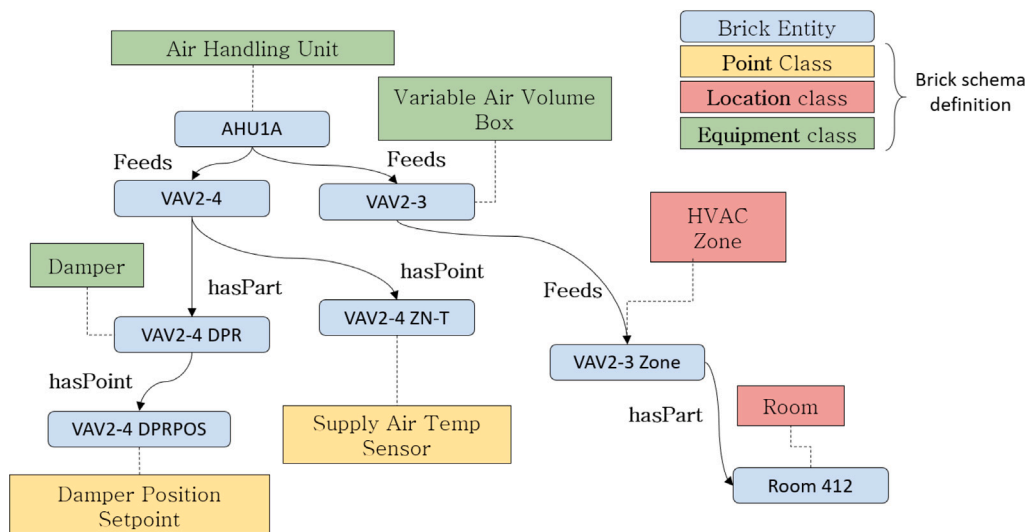 Air Handling Unit
Brick Entity
Point Class
Location class
Equipment class
Brick schema
definition
Variable Air Volume
Box
AHU1A
Feeds
Feeds
VAV2-4
VAV2-3
HVAC
Zone
Damper
hasPart
hasPoint
Feeds
VAV2-4 DPR
VAV2-4 ZN-T
VAV2-3 Zone
hasPoint
hasPart
Room
VAV2-4 DPRPOS
Supply Air Temp
Sensor
Room 412
Damper Position
Setpoint